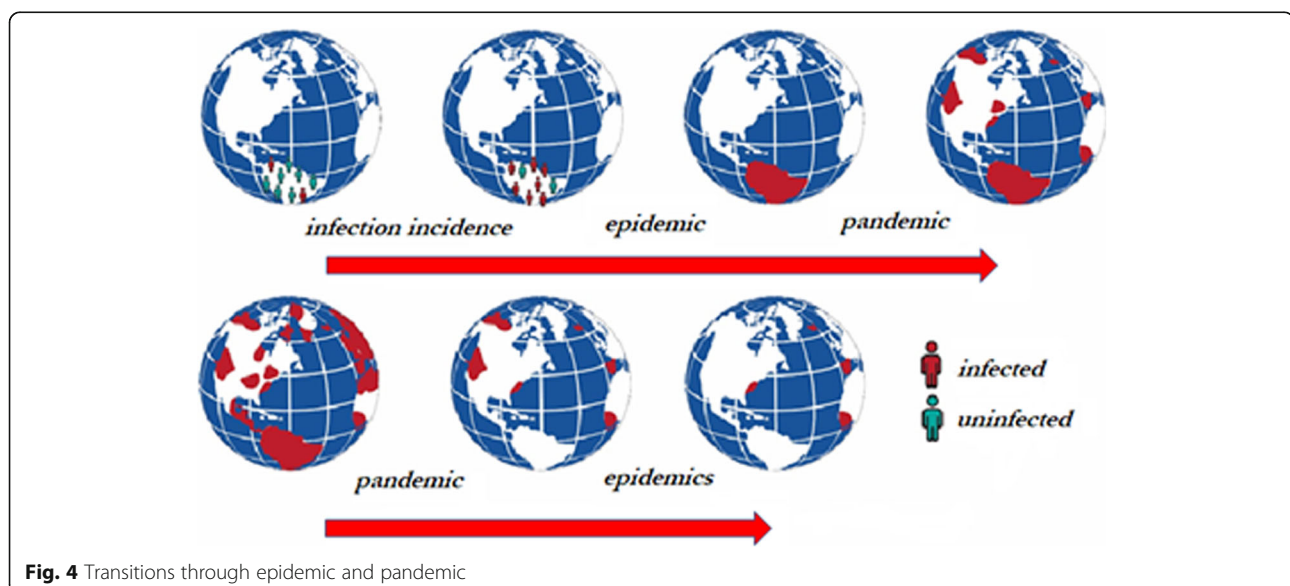 infection incidence epidemic pandemic
infected
uninfected
pandemic epidemics
Fig. 4 Transitions through epidemic and pandemic